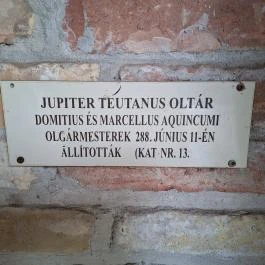 JUPITER TEUTANUS OLTÁR
DOMITIUS ÉS MARCELLUS AQUINCUMI
OLGÁRMESTEREK 288. JÚNIUS 11-ÉN
ÁLLÍTOTTÁK (KAT NR. 13.